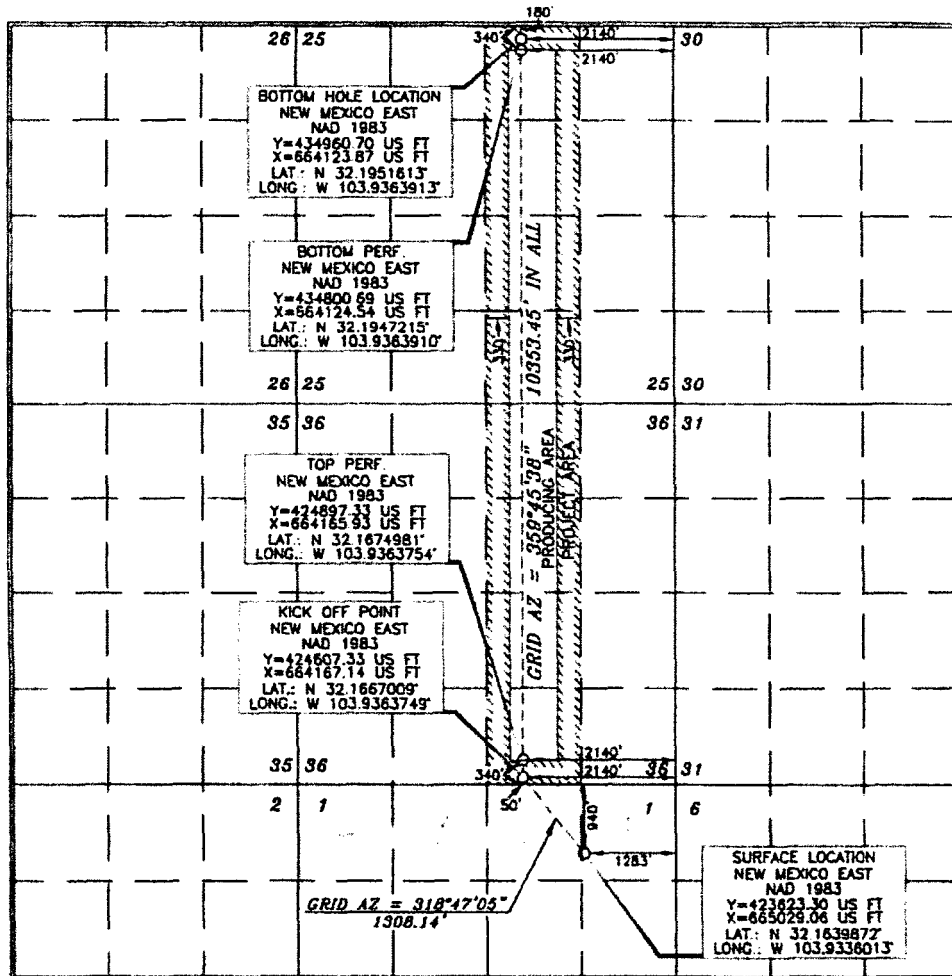 180'
26 25
340'
2140'
30
2140'
BOTTOM HOLE LOCATION
NEW MEXICO EAST
NAD 1983
Y=434960.70 US FT
X=664123.87 US FT
LAT.: N 32.1951613°
LONG.: W 103.9363913°
BOTTOM PERF.
NEW MEXICO EAST
NAD 1983
Y=434800.69 US FT
X=664124.54 US FT
LAT.: N 32.1947215°
LONG.: W 103.9363910°
330'
330'
GRID AZ = 359°45'38" 10353.45' IN ALL
PRODUCING AREA
PROJECT AREA
26 25
25 30
35 36
36 31
TOP PERF.
NEW MEXICO EAST
NAD 1983
Y=424897.33 US FT
X=664165.93 US FT
LAT.: N 32.1674981°
LONG.: W 103.9363754°
KICK OFF POINT
NEW MEXICO EAST
NAD 1983
Y=424607.33 US FT
X=664167.14 US FT
LAT.: N 32.1667009°
LONG.: W 103.9363749°
2140'
35 36
340'
2140'
36 31
2 1
50'
1 6
940'
1283'
SURFACE LOCATION
NEW MEXICO EAST
NAD 1983
Y=423623.30 US FT
X=665029.06 US FT
LAT.: N 32.1639872°
LONG.: W 103.9336013°
GRID AZ = 318°47'05"
1308.14'